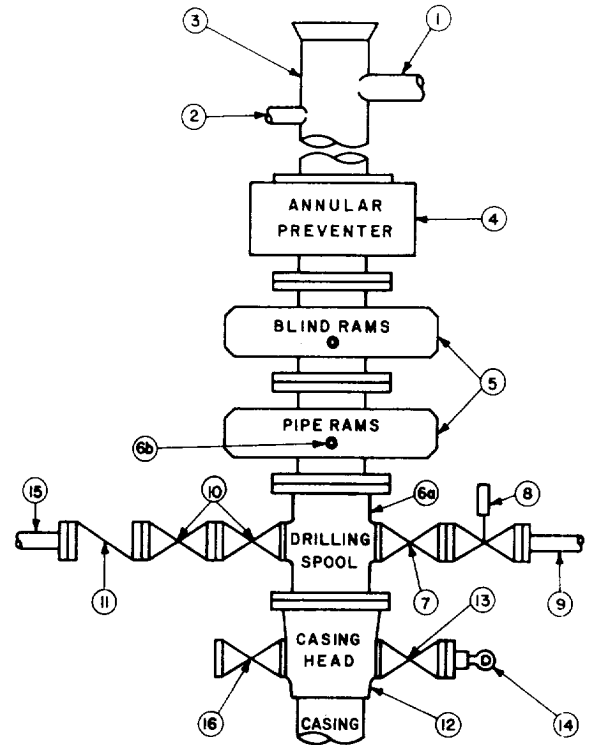 1
3
2
ANNULAR
PREVENTER
4
BLIND RAMS
5
PIPE RAMS
6b
6a
8
15
10
DRILLING
SPOOL
11
7
9
13
CASING
HEAD
16
12
14
CASING